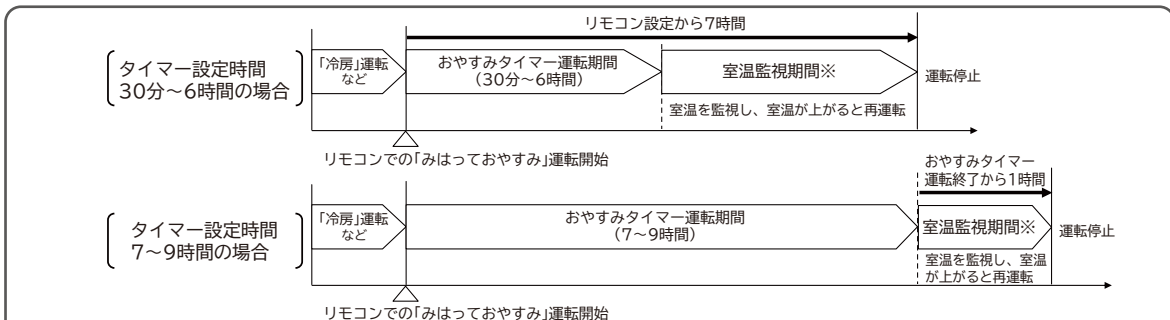 リモコン設定から7時間
タイマー設定時間
30分～6時間の場合
「冷房」運転
など
おやすみタイマー運転期間
（30分～6時間）
室温監視期間※
運転停止
室温を監視し、室温が上がると再運転
リモコンでの「みはっておやすみ」運転開始
おやすみタイマー
運転終了から1時間
タイマー設定時間
7～9時間の場合
「冷房」運転
など
おやすみタイマー運転期間
（7～9時間）
室温監視期間※
運転停止
室温を監視し、室温
が上がると再運転
リモコンでの「みはっておやすみ」運転開始